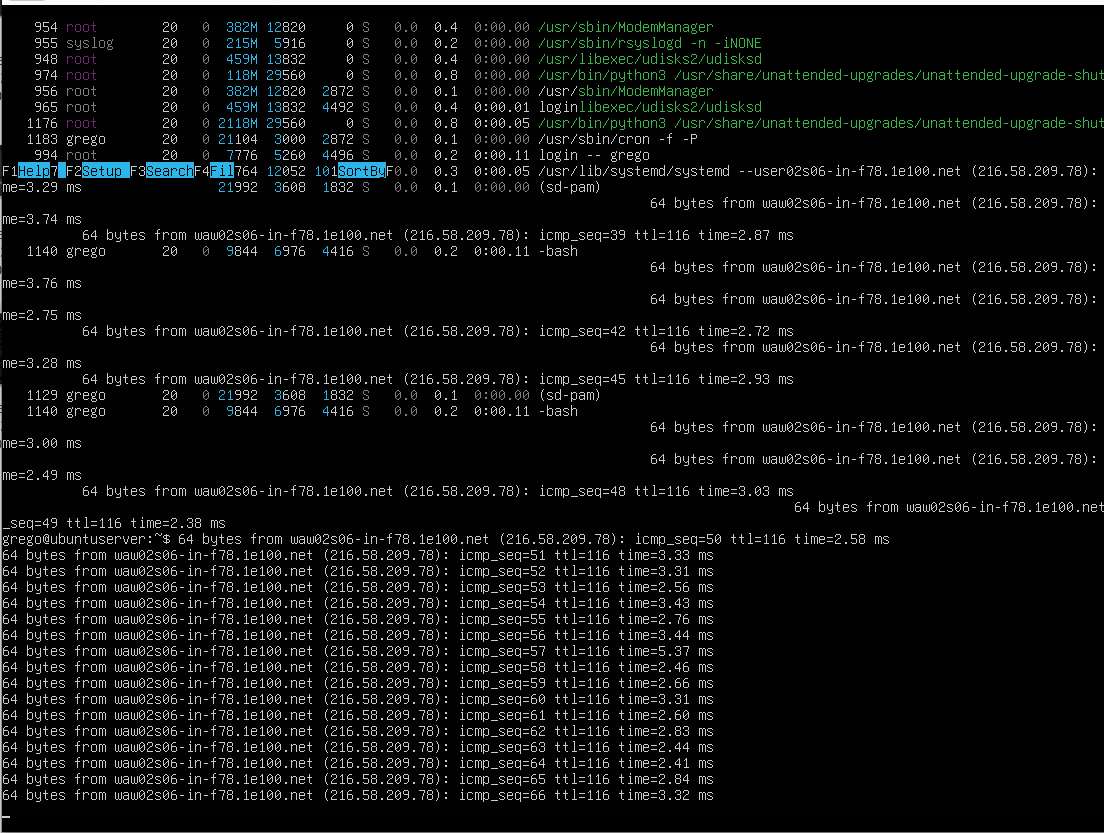 954 root 20 0 382M 12820 0 S 0.0 0.4 0:00.00 /usr/sbin/ModemManager
955 syslog 20 0 215M 5916 0 S 0.0 0.2 0:00.00 /usr/sbin/rsyslogd -n -iNONE
948 root 20 0 459M 13832 0 S 0.0 0.4 0:00.00 /usr/libexec/udisks2/udisksd
974 root 20 0 118M 29560 0 S 0.0 0.8 0:00.00 /usr/bin/python3 /usr/share/unattended-upgrades/unattended-upgrade-shut
956 root 20 0 382M 12820 2872 S 0.0 0.1 0:00.00 /usr/sbin/ModemManager
965 root 20 0 459M 13832 4492 S 0.0 0.4 0:00.01 loginlibexec/udisks2/udisksd
1176 root 20 0 2118M 29560 0 S 0.0 0.8 0:00.05 /usr/bin/python3 /usr/share/unattended-upgrades/unattended-upgrade-shut
1183 grego 20 0 21104 3000 2872 S 0.0 0.1 0:00.00 /usr/sbin/cron -f -P
994 root 20 0 7776 5260 4496 S 0.0 0.2 0:00.01 login -- grego
F1Help7 F2Setup F3SearchF4Fil764 12052 101SortByF0.0 0.3 0:00.05 /usr/lib/systemd/systemd --user02s06-in-f78.1e100.net (216.58.209.78):
me=3.29 ms 21992 3608 1832 S 0.0 0.1 0:00.00 (sd-pam)
64 bytes from waw02s06-in-f78.1e100.net (216.58.209.78):
me=3.74 ms
64 bytes from waw02s06-in-f78.1e100.net (216.58.209.78): icmp_seq=39 ttl=116 time=2.87 ms
1140 grego 20 0 9844 6976 4416 S 0.0 0.2 0:00.11 -bash
64 bytes from waw02s06-in-f78.1e100.net (216.58.209.78):
me=3.76 ms
64 bytes from waw02s06-in-f78.1e100.net (216.58.209.78):
me=2.75 ms
64 bytes from waw02s06-in-f78.1e100.net (216.58.209.78): icmp_seq=42 ttl=116 time=2.72 ms
64 bytes from waw02s06-in-f78.1e100.net (216.58.209.78):
me=3.28 ms
64 bytes from waw02s06-in-f78.1e100.net (216.58.209.78): icmp_seq=45 ttl=116 time=2.93 ms
1129 grego 20 0 21992 3608 1832 S 0.0 0.1 0:00.00 (sd-pam)
1140 grego 20 0 9844 6976 4416 S 0.0 0.2 0:00.11 -bash
64 bytes from waw02s06-in-f78.1e100.net (216.58.209.78):
me=3.00 ms
64 bytes from waw02s06-in-f78.1e100.net (216.58.209.78):
me=2.49 ms
64 bytes from waw02s06-in-f78.1e100.net (216.58.209.78): icmp_seq=48 ttl=116 time=3.03 ms
64 bytes from waw02s06-in-f78.1e100.net
_seq=49 ttl=116 time=2.38 ms
grego@ubuntuserver:~$ 64 bytes from waw02s06-in-f78.1e100.net (216.58.209.78): icmp_seq=50 ttl=116 time=2.58 ms
64 bytes from waw02s06-in-f78.1e100.net (216.58.209.78): icmp_seq=51 ttl=116 time=3.33 ms
64 bytes from waw02s06-in-f78.1e100.net (216.58.209.78): icmp_seq=52 ttl=116 time=3.31 ms
64 bytes from waw02s06-in-f78.1e100.net (216.58.209.78): icmp_seq=53 ttl=116 time=2.56 ms
64 bytes from waw02s06-in-f78.1e100.net (216.58.209.78): icmp_seq=54 ttl=116 time=3.43 ms
64 bytes from waw02s06-in-f78.1e100.net (216.58.209.78): icmp_seq=55 ttl=116 time=2.76 ms
64 bytes from waw02s06-in-f78.1e100.net (216.58.209.78): icmp_seq=56 ttl=116 time=3.44 ms
64 bytes from waw02s06-in-f78.1e100.net (216.58.209.78): icmp_seq=57 ttl=116 time=5.37 ms
64 bytes from waw02s06-in-f78.1e100.net (216.58.209.78): icmp_seq=58 ttl=116 time=2.46 ms
64 bytes from waw02s06-in-f78.1e100.net (216.58.209.78): icmp_seq=59 ttl=116 time=2.66 ms
64 bytes from waw02s06-in-f78.1e100.net (216.58.209.78): icmp_seq=60 ttl=116 time=3.31 ms
64 bytes from waw02s06-in-f78.1e100.net (216.58.209.78): icmp_seq=61 ttl=116 time=2.60 ms
64 bytes from waw02s06-in-f78.1e100.net (216.58.209.78): icmp_seq=62 ttl=116 time=2.83 ms
64 bytes from waw02s06-in-f78.1e100.net (216.58.209.78): icmp_seq=63 ttl=116 time=2.44 ms
64 bytes from waw02s06-in-f78.1e100.net (216.58.209.78): icmp_seq=64 ttl=116 time=2.41 ms
64 bytes from waw02s06-in-f78.1e100.net (216.58.209.78): icmp_seq=65 ttl=116 time=2.84 ms
64 bytes from waw02s06-in-f78.1e100.net (216.58.209.78): icmp_seq=66 ttl=116 time=3.32 ms